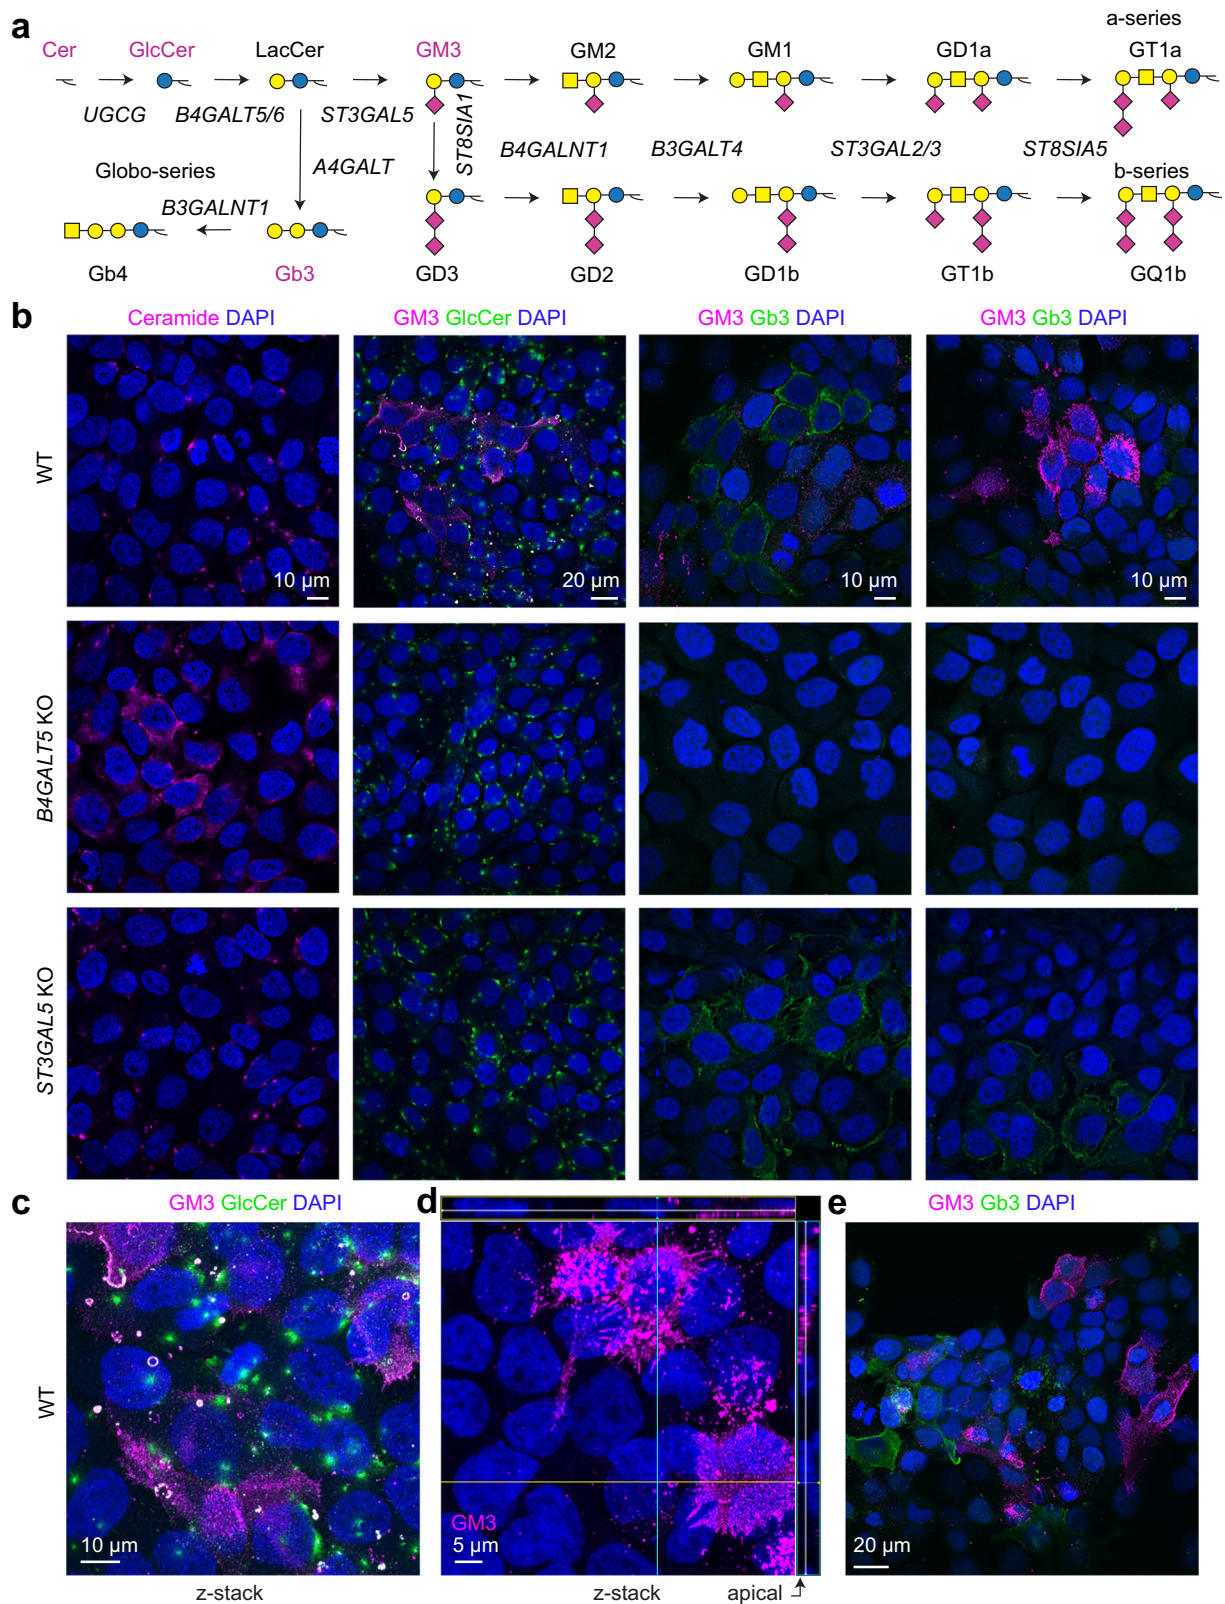 a
a-series
Cer GlcCer LacCer GM3 GM2 GM1 GD1a GT1a
UGCG B4GALT5/6 ST3GAL5 ST8SIA1
A4GALT B4GALNT1 B3GALT4 ST3GAL2/3 ST8SIA5
Globo-series b-series
B3GALNT1
Gb4 Gb3 GD3 GD2 GD1b GT1b GQ1b
b
Ceramide DAPI GM3 GlcCer DAPI GM3 Gb3 DAPI GM3 Gb3 DAPI
WT
10 µm 20 µm 10 µm 10 µm
B4GALT5 KO
ST3GAL5 KO
c GM3 GlcCer DAPI d e GM3 Gb3 DAPI
WT
GM3
10 µm 5 µm 20 µm
z-stack z-stack apical